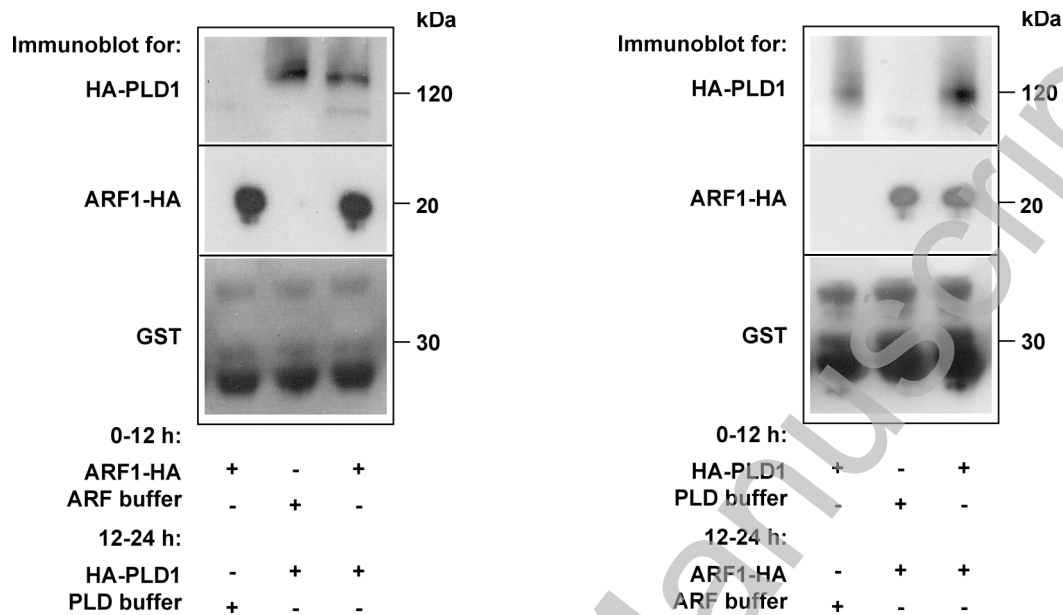 kDa
Immunoblot for:
HA-PLD1
120
ARF1-HA
20
GST
30
0-12 h:
ARF1-HA + - +
ARF buffer - + -
12-24 h:
HA-PLD1 - + +
PLD buffer + - -
kDa
Immunoblot for:
HA-PLD1
120
ARF1-HA
20
GST
30
0-12 h:
HA-PLD1 + - +
PLD buffer - + -
12-24 h:
ARF1-HA - + +
ARF buffer + - -
anuscrip